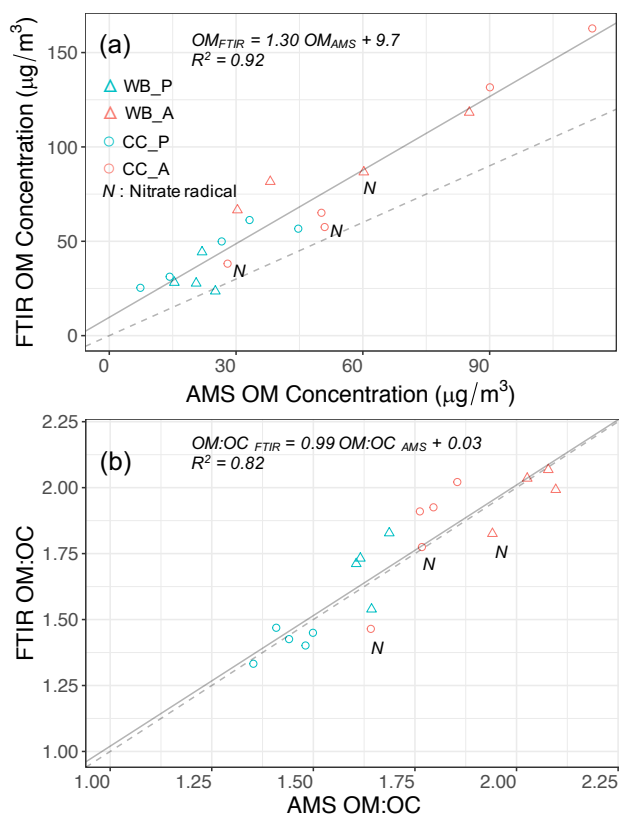 (a)
OM_FTIR = 1.30 OM_AMS + 9.7
R² = 0.92
WB_P
WB_A
CC_P
CC_A
N : Nitrate radical
N
N
N
150
100
50
0
FTIR OM Concentration (μg/m³)
0 30 60 90
AMS OM Concentration (μg/m³)
(b)
OM:OC FTIR = 0.99 OM:OC AMS + 0.03
R² = 0.82
N
N
N
2.25
2.00
1.75
1.50
1.25
1.00
FTIR OM:OC
1.00 1.25 1.50 1.75 2.00 2.25
AMS OM:OC